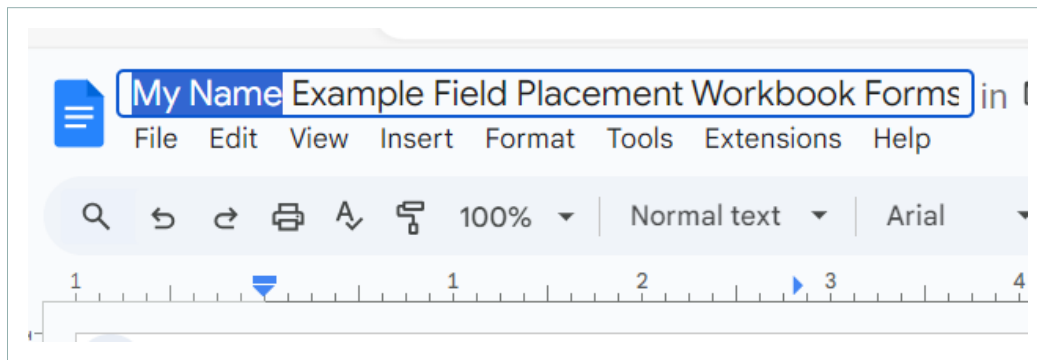 My Name Example Field Placement Workbook Forms in
File Edit View Insert Format Tools Extensions Help
100% Normal text Arial
1 1 2 3 4